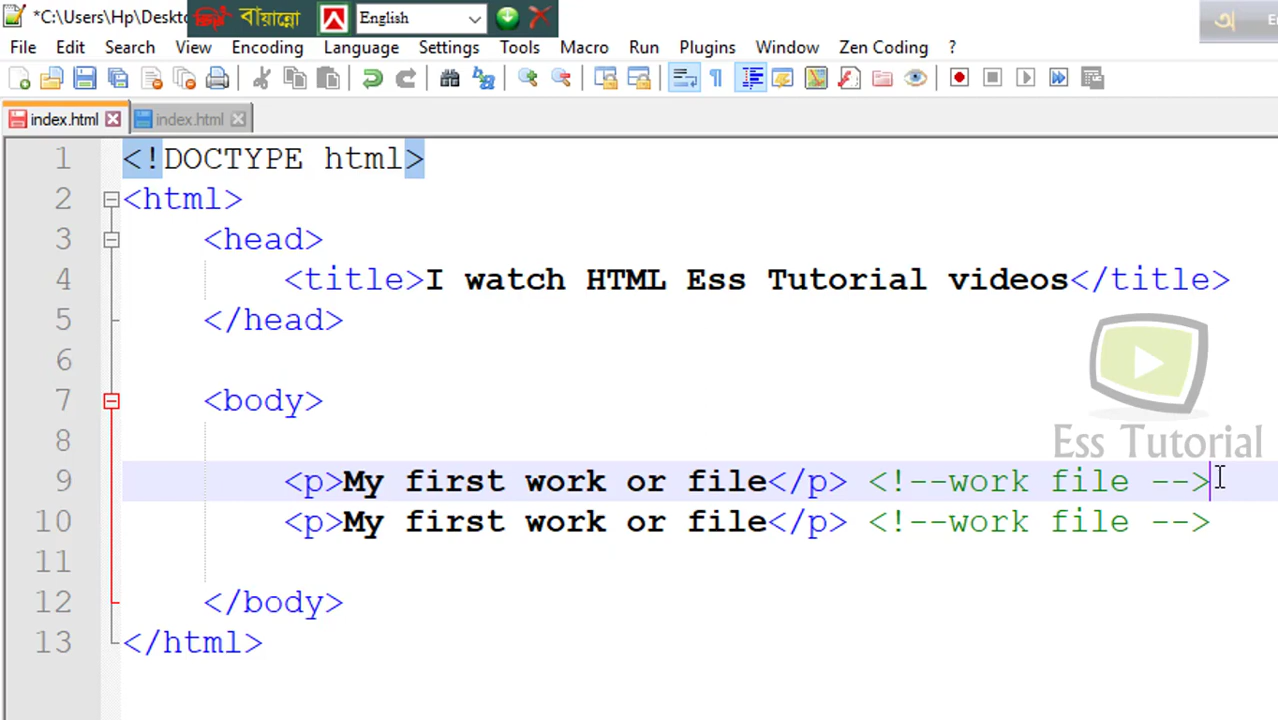 *C:\Users\Hp\Deskto
বায়ান্নো
English
অ
File Edit Search View Encoding Language Settings Tools Macro Run Plugins Window Zen Coding ?
index.html index.html
1 <!DOCTYPE html>
2 <html>
3 <head>
4 <title>I watch HTML Ess Tutorial videos</title>
5 </head>
6
7 <body>
8
9 <p>My first work or file</p> <!--work file -->
10 <p>My first work or file</p> <!--work file -->
11
12 </body>
13 </html>
Ess Tutorial